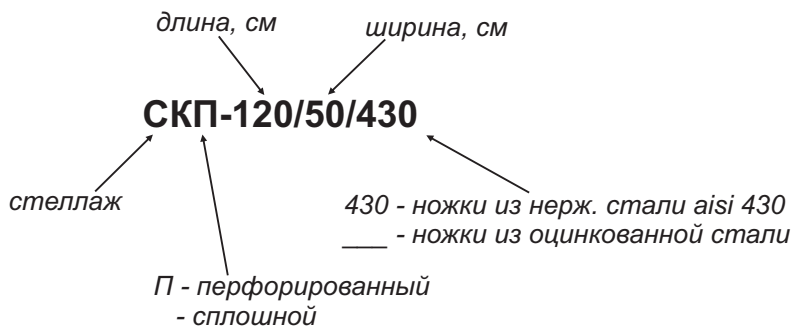 длина, см
ширина, см
СКП-120/50/430
стеллаж
430 - ножки из нерж. стали aisi 430
___ - ножки из оцинкованной стали
П - перфорированный
- сплошной